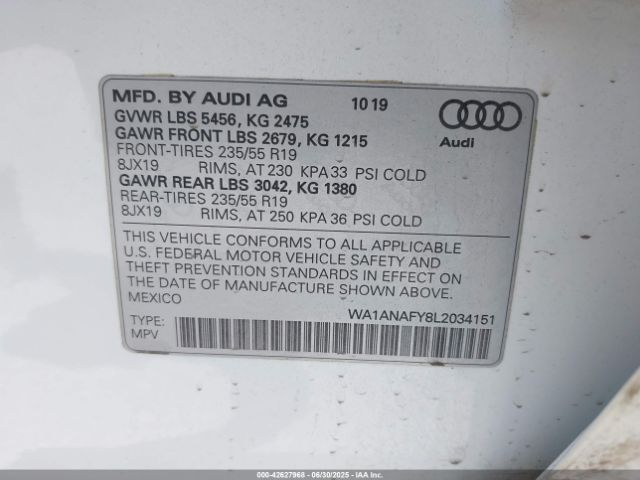 MFD. BY AUDI AG 10 19
GVWR LBS 5456, KG 2475
GAWR FRONT LBS 2679, KG 1215
FRONT-TIRES 235/55 R19
8JX19 RIMS, AT 230 KPA 33 PSI COLD
GAWR REAR LBS 3042, KG 1380
REAR-TIRES 235/55 R19
8JX19 RIMS, AT 250 KPA 36 PSI COLD
Audi
THIS VEHICLE CONFORMS TO ALL APPLICABLE
U.S. FEDERAL MOTOR VEHICLE SAFETY AND
THEFT PREVENTION STANDARDS IN EFFECT ON
THE DATE OF MANUFACTURE SHOWN ABOVE.
MEXICO
WA1ANAFY8L2034151
TYPE:
MPV
000-42627968 - 06/30/2025 - IAAI.COM